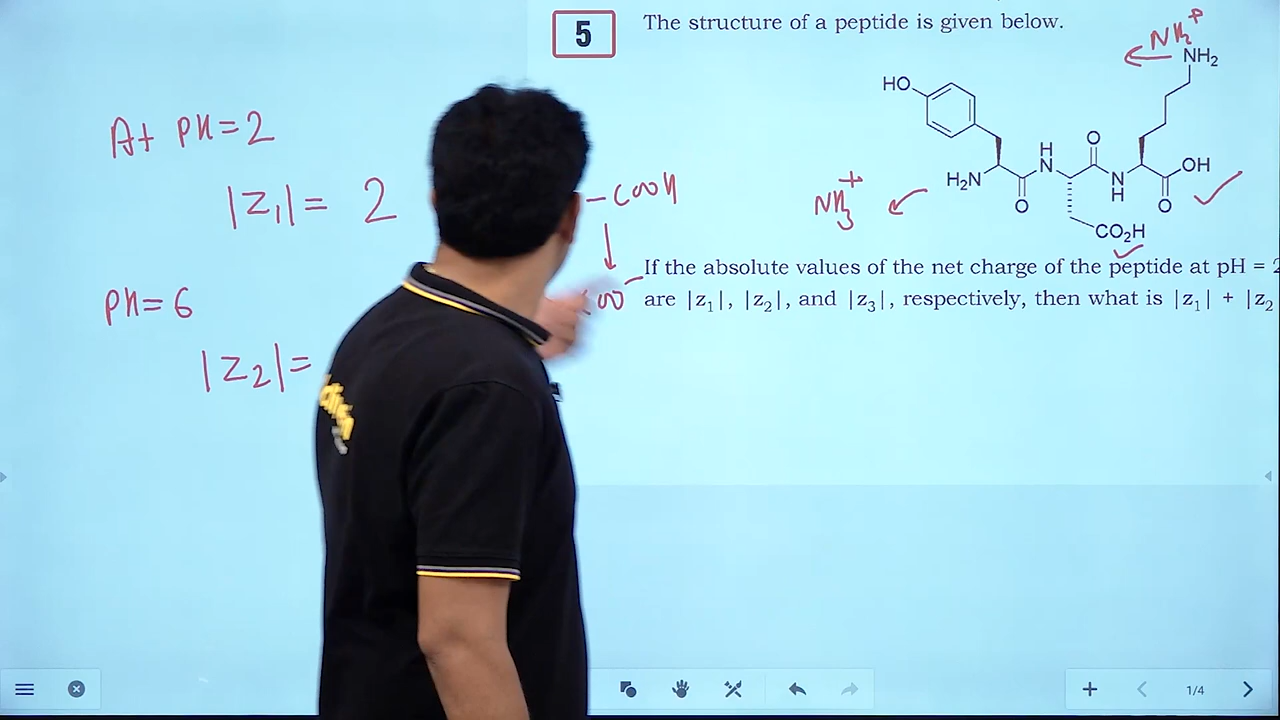 5
The structure of a peptide is given below.
NH3+
NH2
HO
H
N
O
OH
H2N
O
N
H
O
CO2H
NH3+
At PH=2
|Z1|= 2
-COOH
COO-
PH=6
|Z2|=
If the absolute values of the net charge of the peptide at pH = 2
are |z1|, |z2|, and |z3|, respectively, then what is |z1| + |z2
1/4